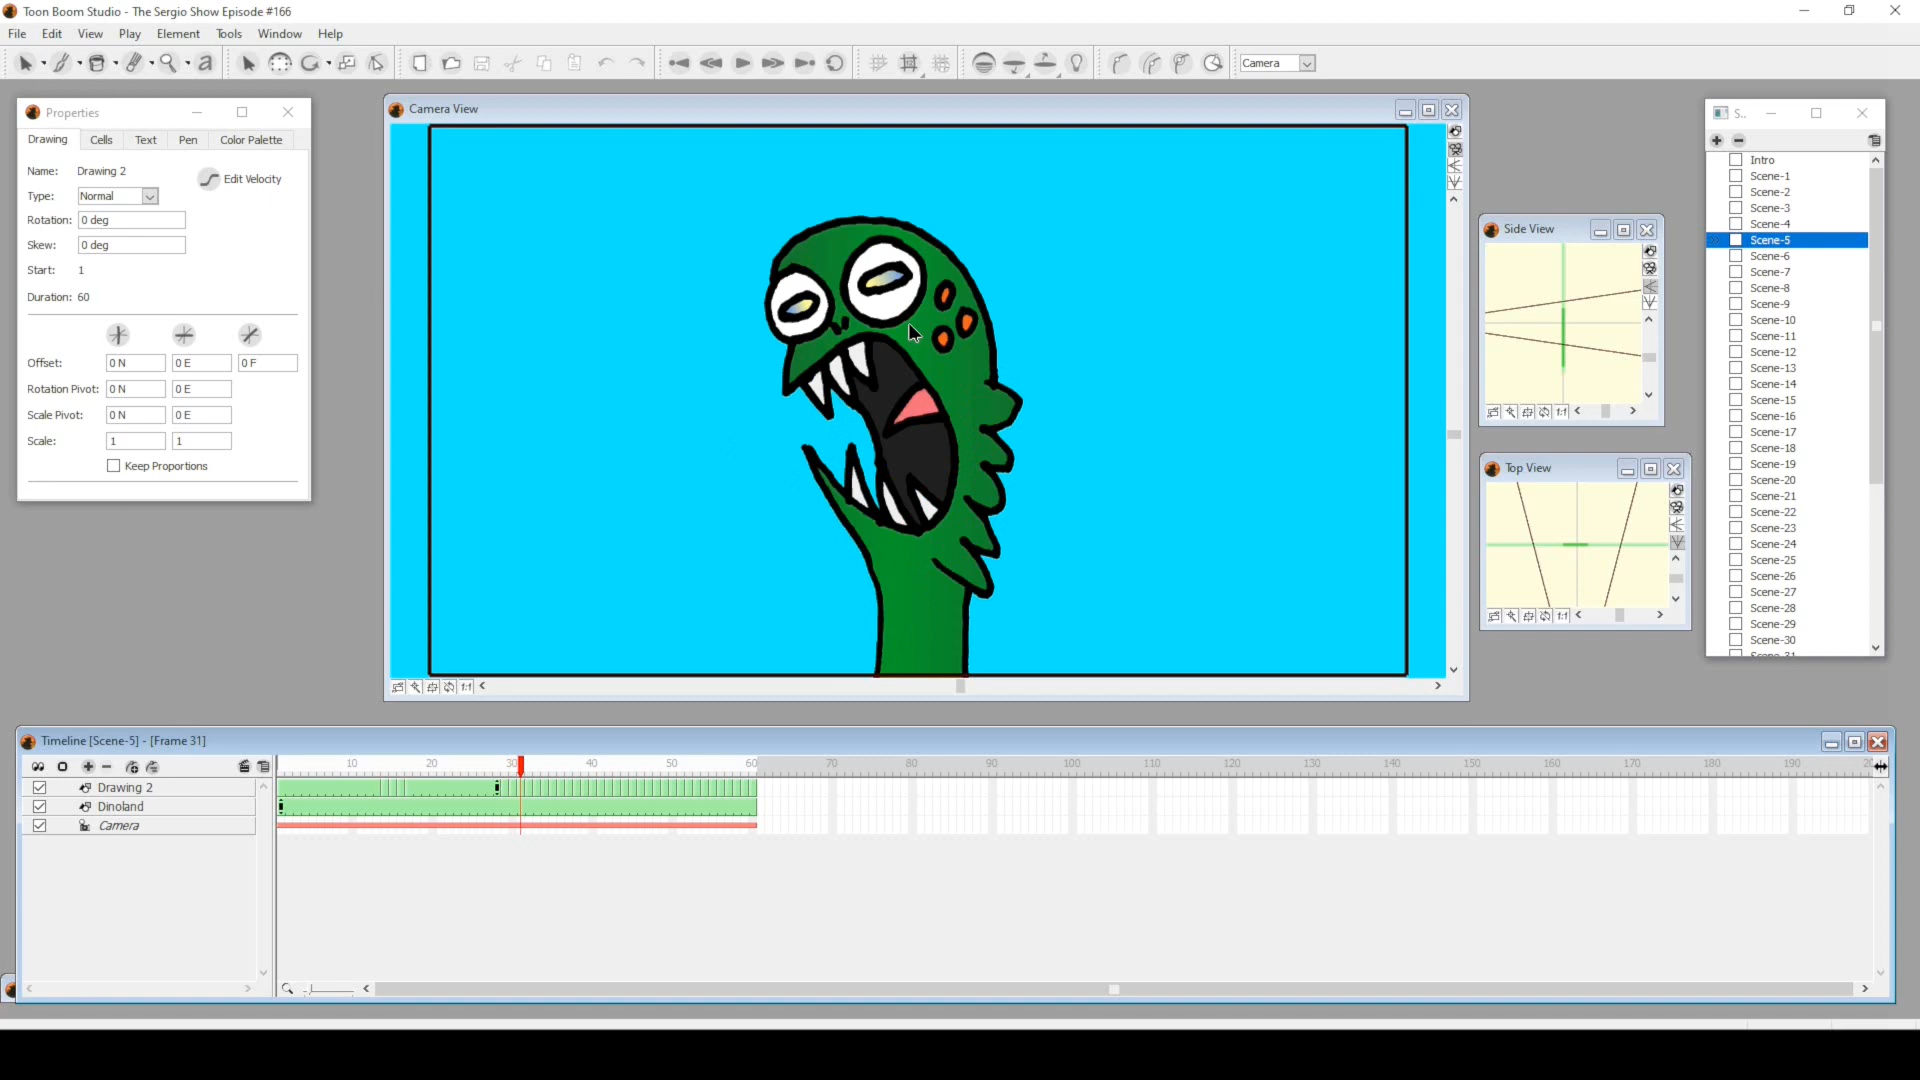 Toon Boom Studio - The Sergio Show Episode #166
File Edit View Play Element Tools Window Help
Camera
Properties
Drawing Cells Text Pen Color Palette
Name: Drawing 2
Edit Velocity
Type: Normal
Rotation: 0 deg
Skew: 0 deg
Start: 1
Duration: 60
Offset: 0 N 0 E 0 F
Rotation Pivot: 0 N 0 E
Scale Pivot: 0 N 0 E
Scale: 1 1
Keep Proportions
Camera View
1:1
Side View
1:1
Top View
1:1
S..
Intro
Scene-1
Scene-2
Scene-3
Scene-4
Scene-5
Scene-6
Scene-7
Scene-8
Scene-9
Scene-10
Scene-11
Scene-12
Scene-13
Scene-14
Scene-15
Scene-16
Scene-17
Scene-18
Scene-19
Scene-20
Scene-21
Scene-22
Scene-23
Scene-24
Scene-25
Scene-26
Scene-27
Scene-28
Scene-29
Scene-30
Scene-31
Timeline [Scene-5] - [Frame 31]
10 20 30 40 50 60 70 80 90 100 110 120 130 140 150 160 170 180 190
Drawing 2
Dinoland
Camera